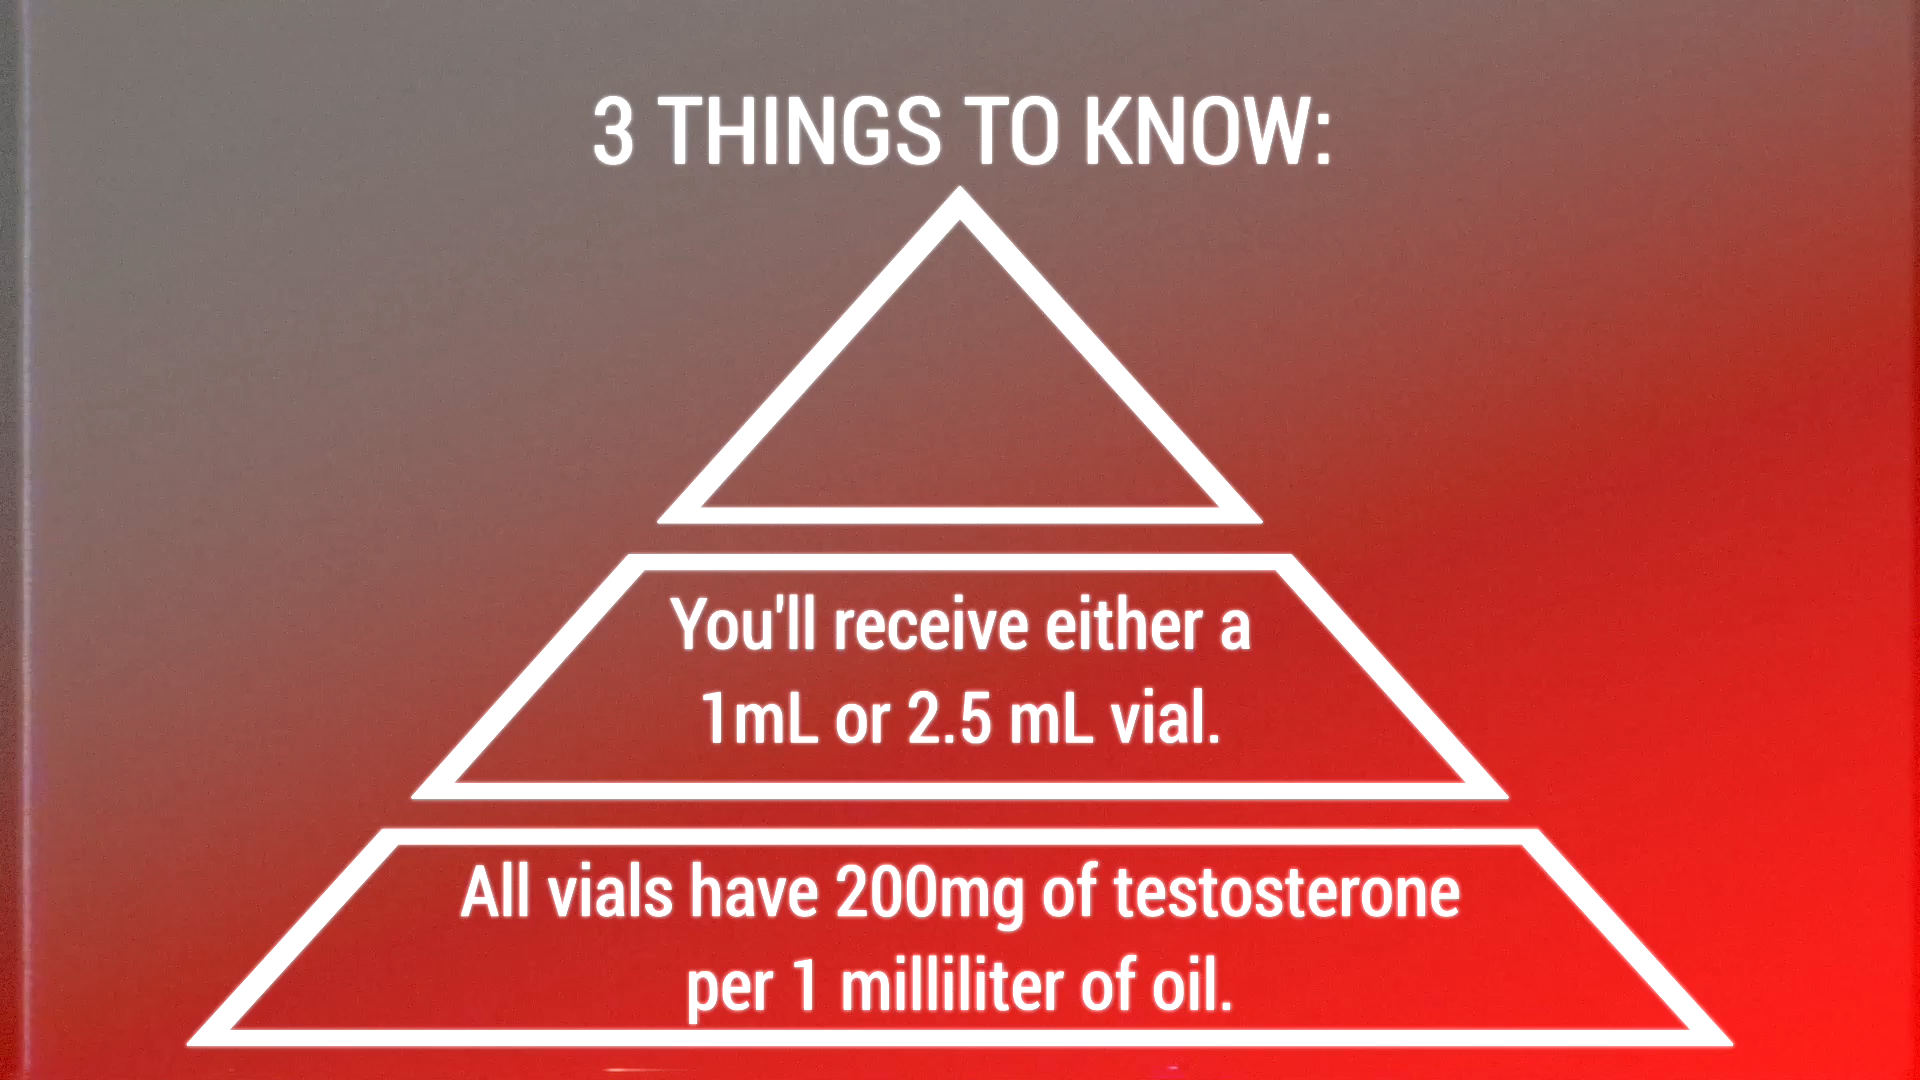 3 THINGS TO KNOW:
You'll receive either a
1mL or 2.5 mL vial.
All vials have 200mg of testosterone
per 1 milliliter of oil.